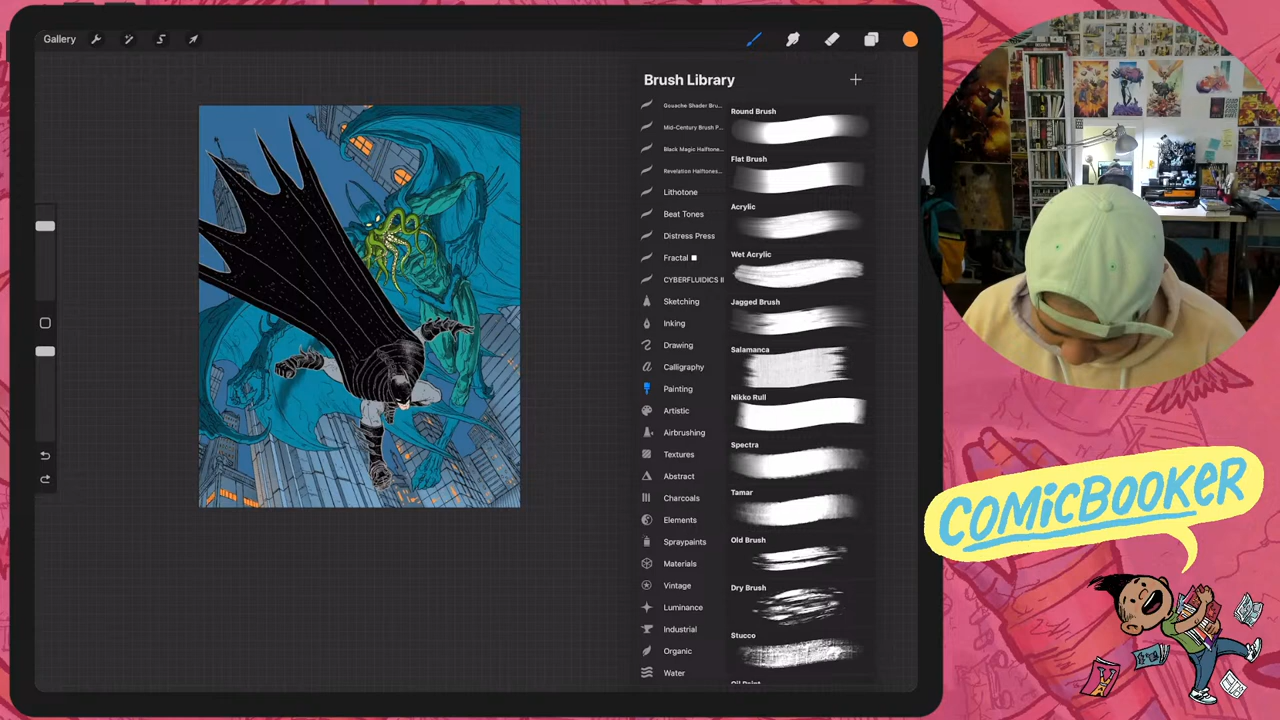 Gallery
Brush Library
Gouache Shader Bru...
Mid-Century Brush P...
Black Magic Halftone...
Revelation Halftones...
Lithotone
Beat Tones
Distress Press
Fractal
CYBERFLUIDICS II
Sketching
Inking
Drawing
Calligraphy
Painting
Artistic
Airbrushing
Textures
Abstract
Charcoals
Elements
Spraypaints
Materials
Vintage
Luminance
Industrial
Organic
Water
Round Brush
Flat Brush
Acrylic
Wet Acrylic
Jagged Brush
Salamanca
Nikko Rull
Spectra
Tamar
Old Brush
Dry Brush
Stucco
Oil Paint
COMICBOOKER